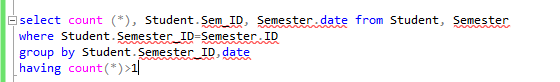 select count (*), Student.Sem_ID, Semester.date from Student, Semester
where Student.Semester_ID=Semester.ID
group by Student.Semester_ID,date
having count(*)>1